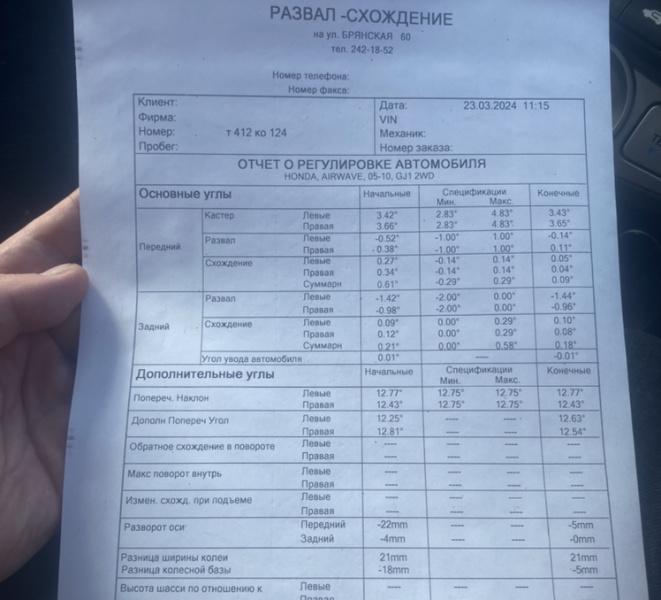 РАЗВАЛ -СХОЖДЕНИЕ
на ул. БРЯНСКАЯ 60
тел. 242-18-52
Номер телефона:
Номер факса:
Клиент: Дата: 23.03.2024 11:15
Фирма: VIN
Номер: т 412 ко 124 Механик:
Пробег: Номер заказа:
ОТЧЕТ О РЕГУЛИРОВКЕ АВТОМОБИЛЯ
HONDA, AIRWAVE, 05-10, GJ1 2WD
Основные углы Начальные Спецификации Мин. Макс. Конечные
Передний Кастер Левые 3.42° 2.83° 4.83° 3.43°
Правая 3.66° 2.83° 4.83° 3.65°
Развал Левые -0.52° -1.00° 1.00° -0.14°
Правая 0.38° -1.00° 1.00° 0.11°
Схождение Левые 0.27° -0.14° 0.14° 0.05°
Правая 0.34° -0.14° 0.14° 0.04°
Суммарн 0.61° -0.29° 0.29° 0.09°
Задний Развал Левые -1.42° -2.00° 0.00° -1.44°
Правая -0.98° -2.00° 0.00° -0.96°
Схождение Левые 0.09° 0.00° 0.29° 0.10°
Правая 0.12° 0.00° 0.29° 0.08°
Суммарн 0.21° 0.00° 0.58° 0.18°
Угол увода автомобиля 0.01° ---- -0.01°
Дополнительные углы Начальные Спецификации Мин. Макс. Конечные
Попереч. Наклон Левые 12.77° 12.75° 12.75° 12.77°
Правая 12.43° 12.75° 12.75° 12.43°
Дополн Попереч Угол Левые 12.25° ---- ---- 12.63°
Правая 12.81° ---- ---- 12.54°
Обратное схождение в повороте Левые ---- ---- ---- ----
Правая ---- ---- ---- ----
Макс поворот внутрь Левые ---- ---- ---- ----
Правая ---- ---- ---- ----
Измен. схожд. при подъеме Левые ---- ---- ---- ----
Правая ---- ---- ---- ----
Разворот оси Передний -22mm ---- ---- -5mm
Задний -4mm ---- ---- -0mm
Разница ширины колеи 21mm ---- ---- 21mm
Разница колесной базы -18mm ---- ---- -5mm
Высота шасси по отношению к Левые ---- ---- ---- ----